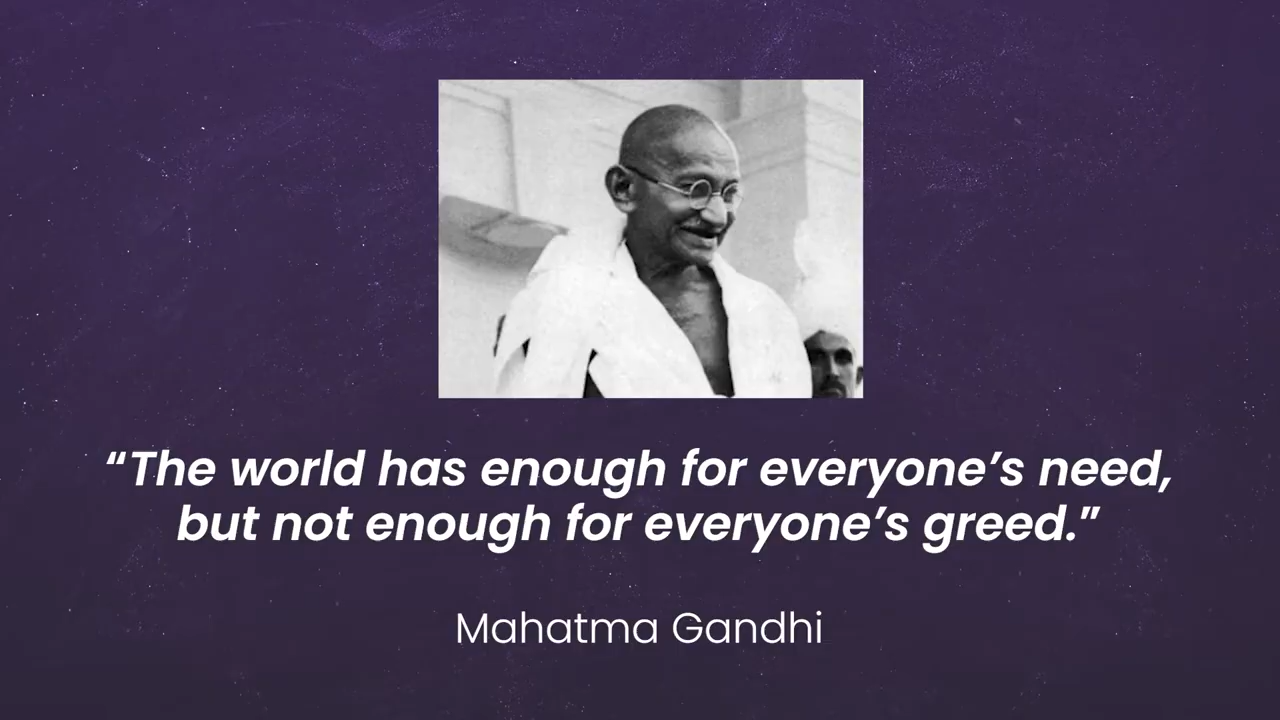 “The world has enough for everyone’s need,
but not enough for everyone’s greed.”
Mahatma Gandhi